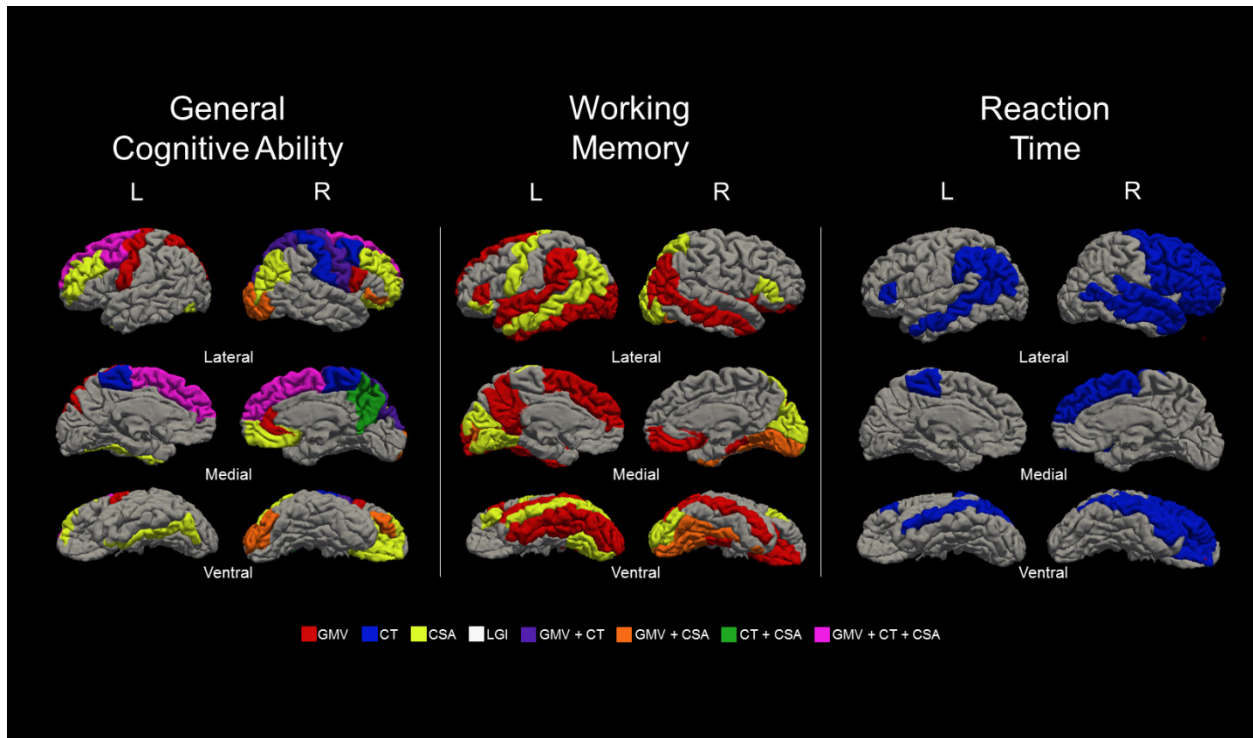 General
Cognitive Ability
Working
Memory
Reaction
Time
L R L R L R
Lateral Lateral Lateral
Medial Medial Medial
Ventral Ventral Ventral
GMV CT CSA LGI GMV + CT GMV + CSA CT + CSA GMV + CT + CSA